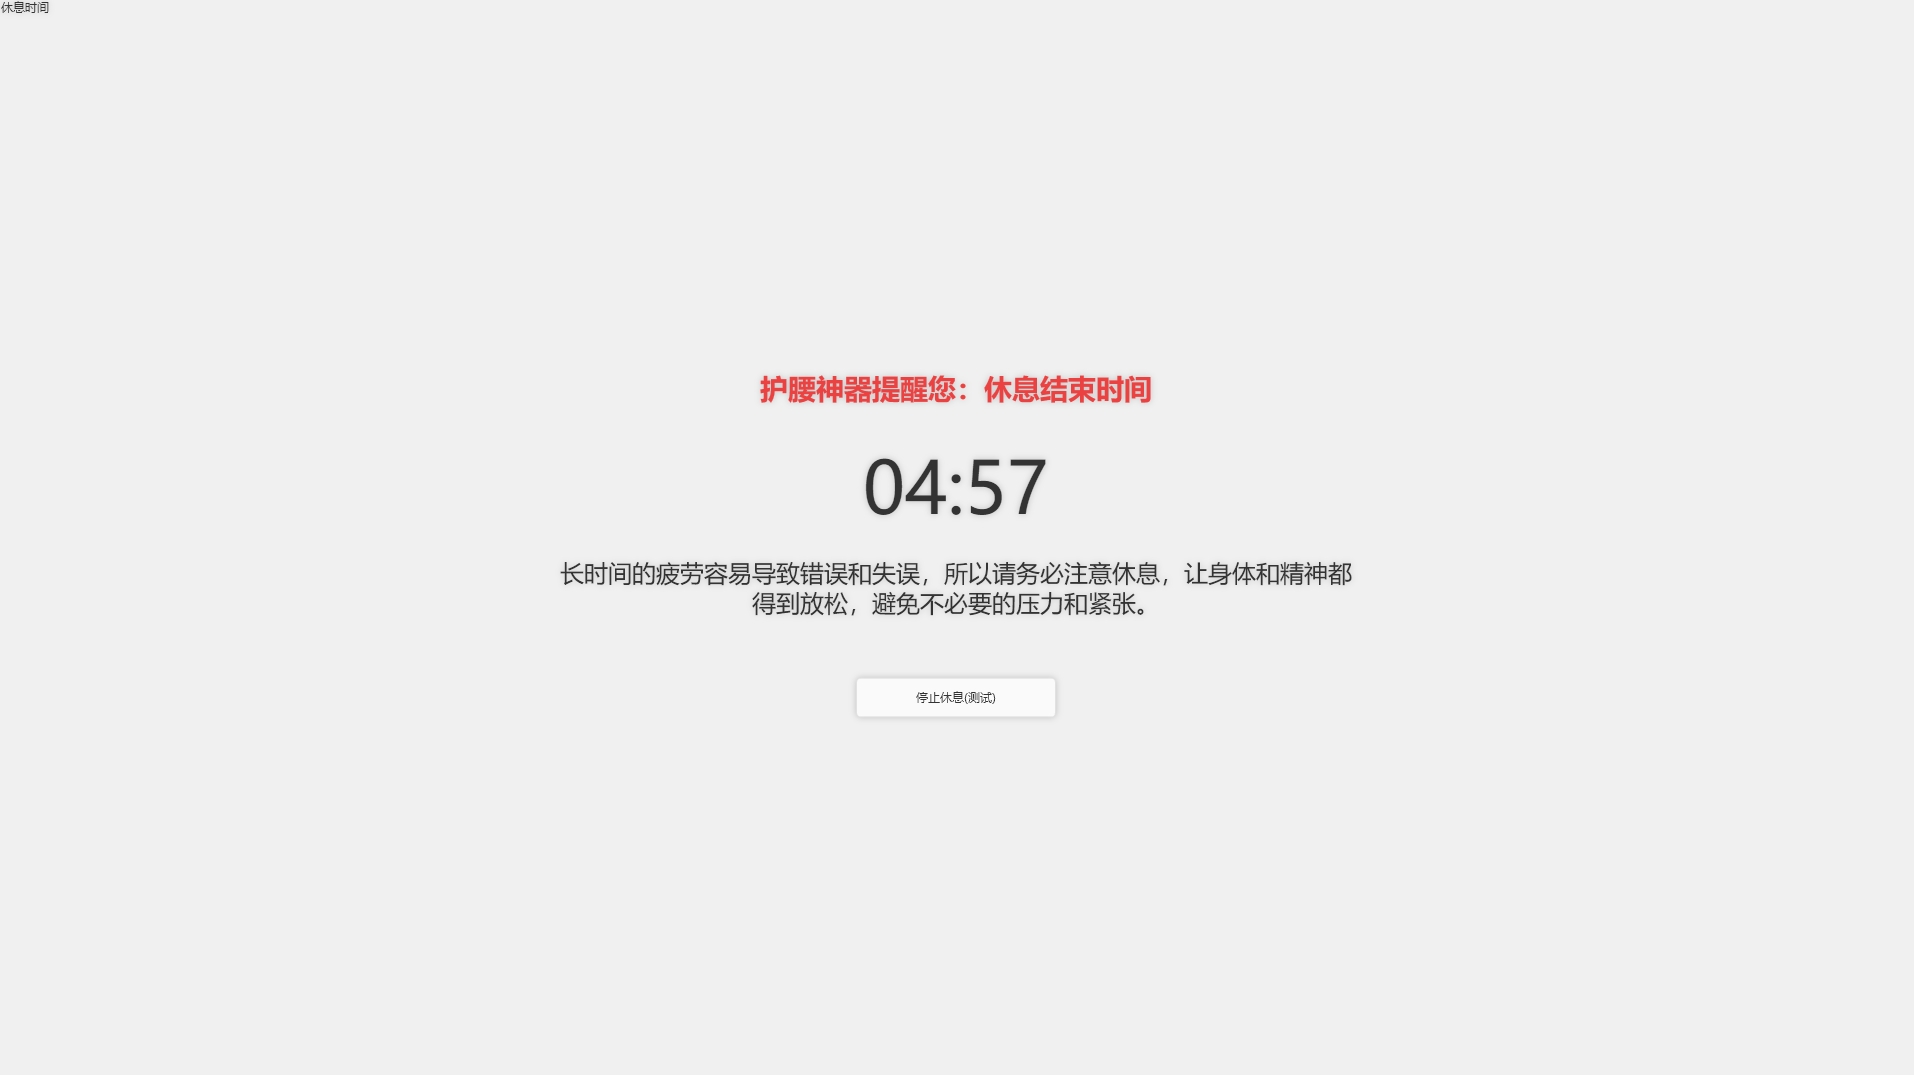 休息时间
护腰神器提醒您：休息结束时间
04:57
长时间的疲劳容易导致错误和失误，所以请务必注意休息，让身体和精神都
得到放松，避免不必要的压力和紧张。
停止休息(测试)